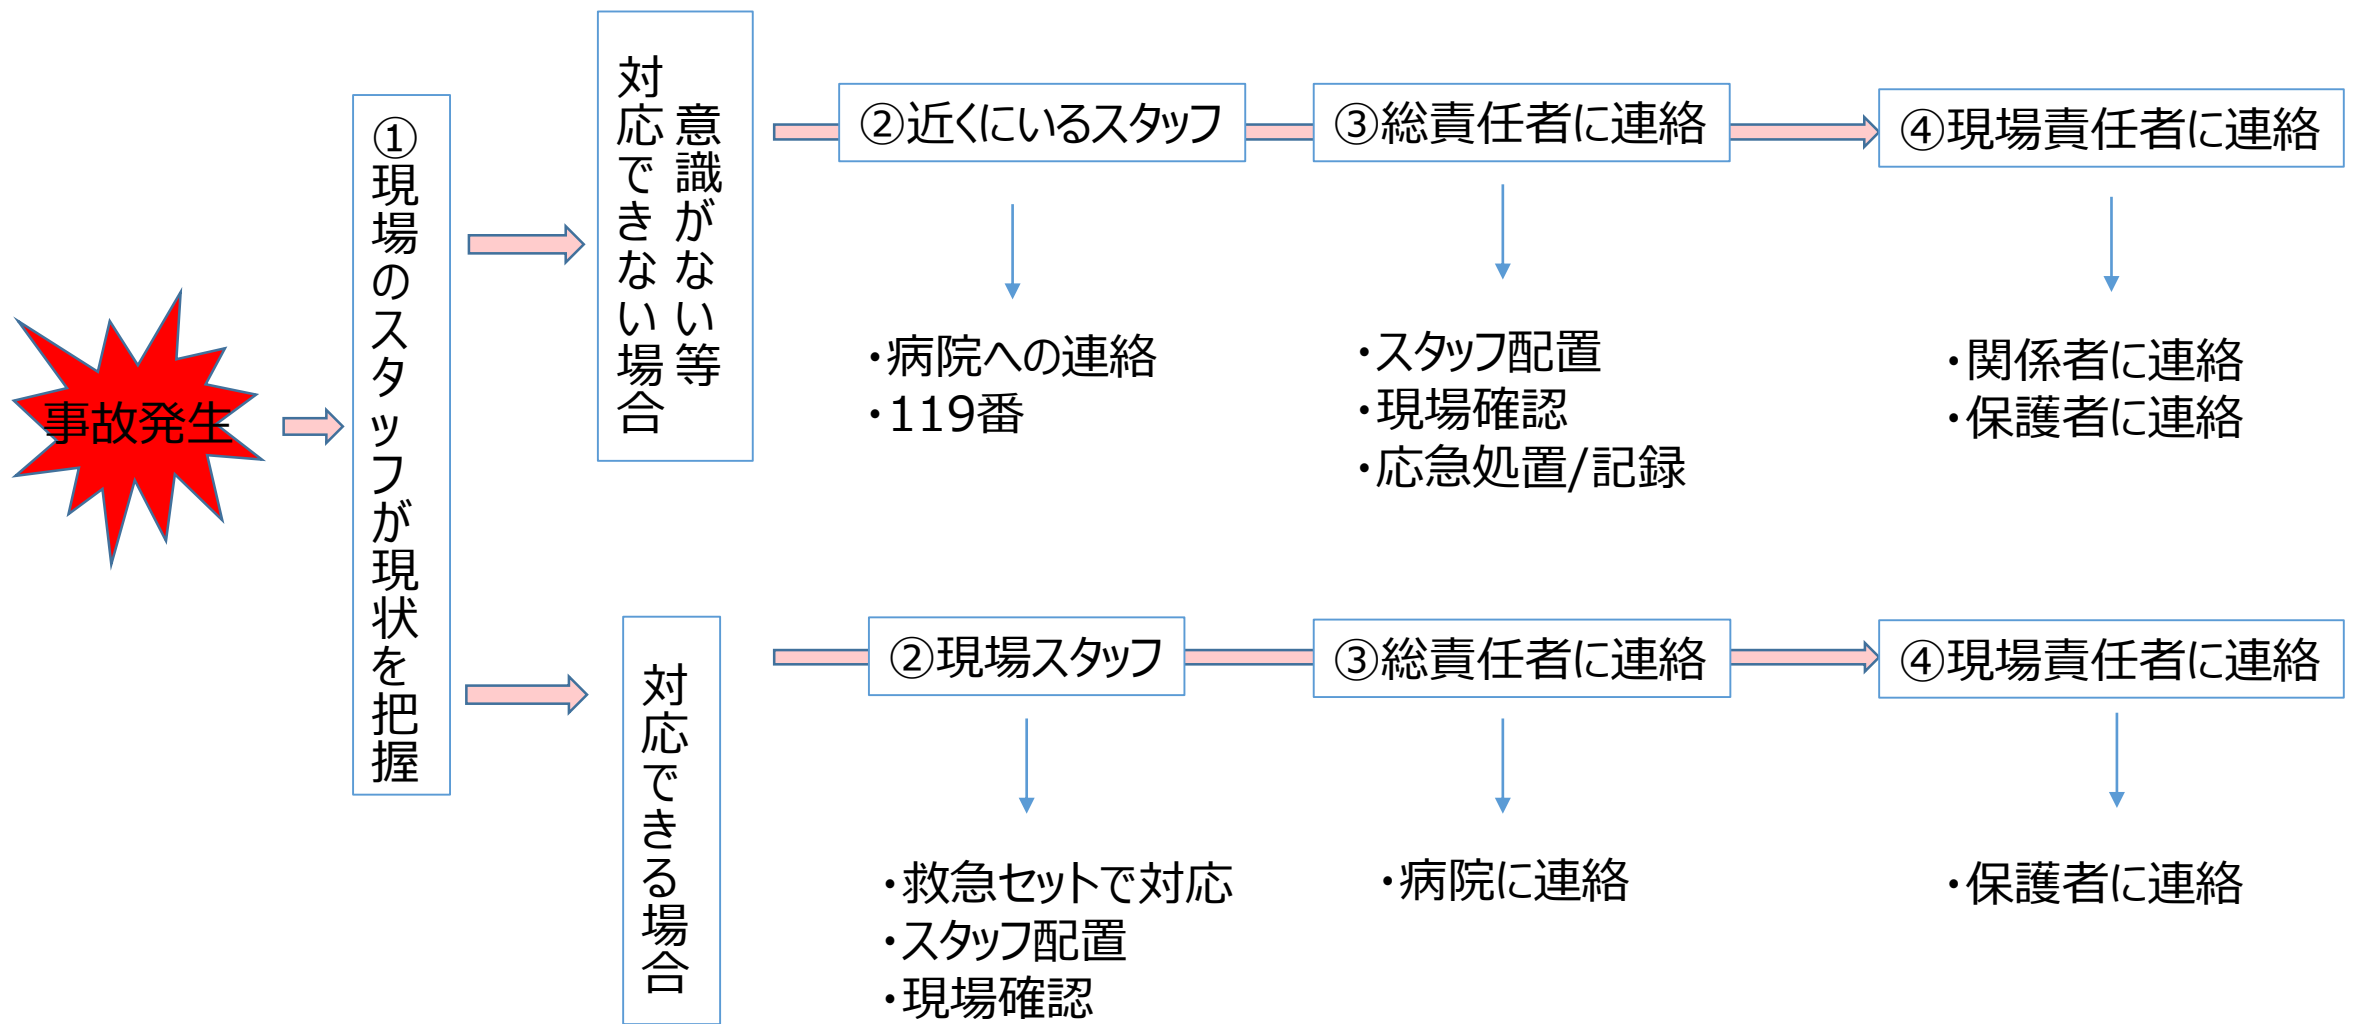 事故発生
①現場のスタッフが現状を把握
意識がない等
対応できない場合
②近くにいるスタッフ
③総責任者に連絡
④現場責任者に連絡
・病院への連絡
・119番
・スタッフ配置
・現場確認
・応急処置/記録
・関係者に連絡
・保護者に連絡
対応できる場合
②現場スタッフ
③総責任者に連絡
④現場責任者に連絡
・救急セットで対応
・スタッフ配置
・現場確認
・病院に連絡
・保護者に連絡